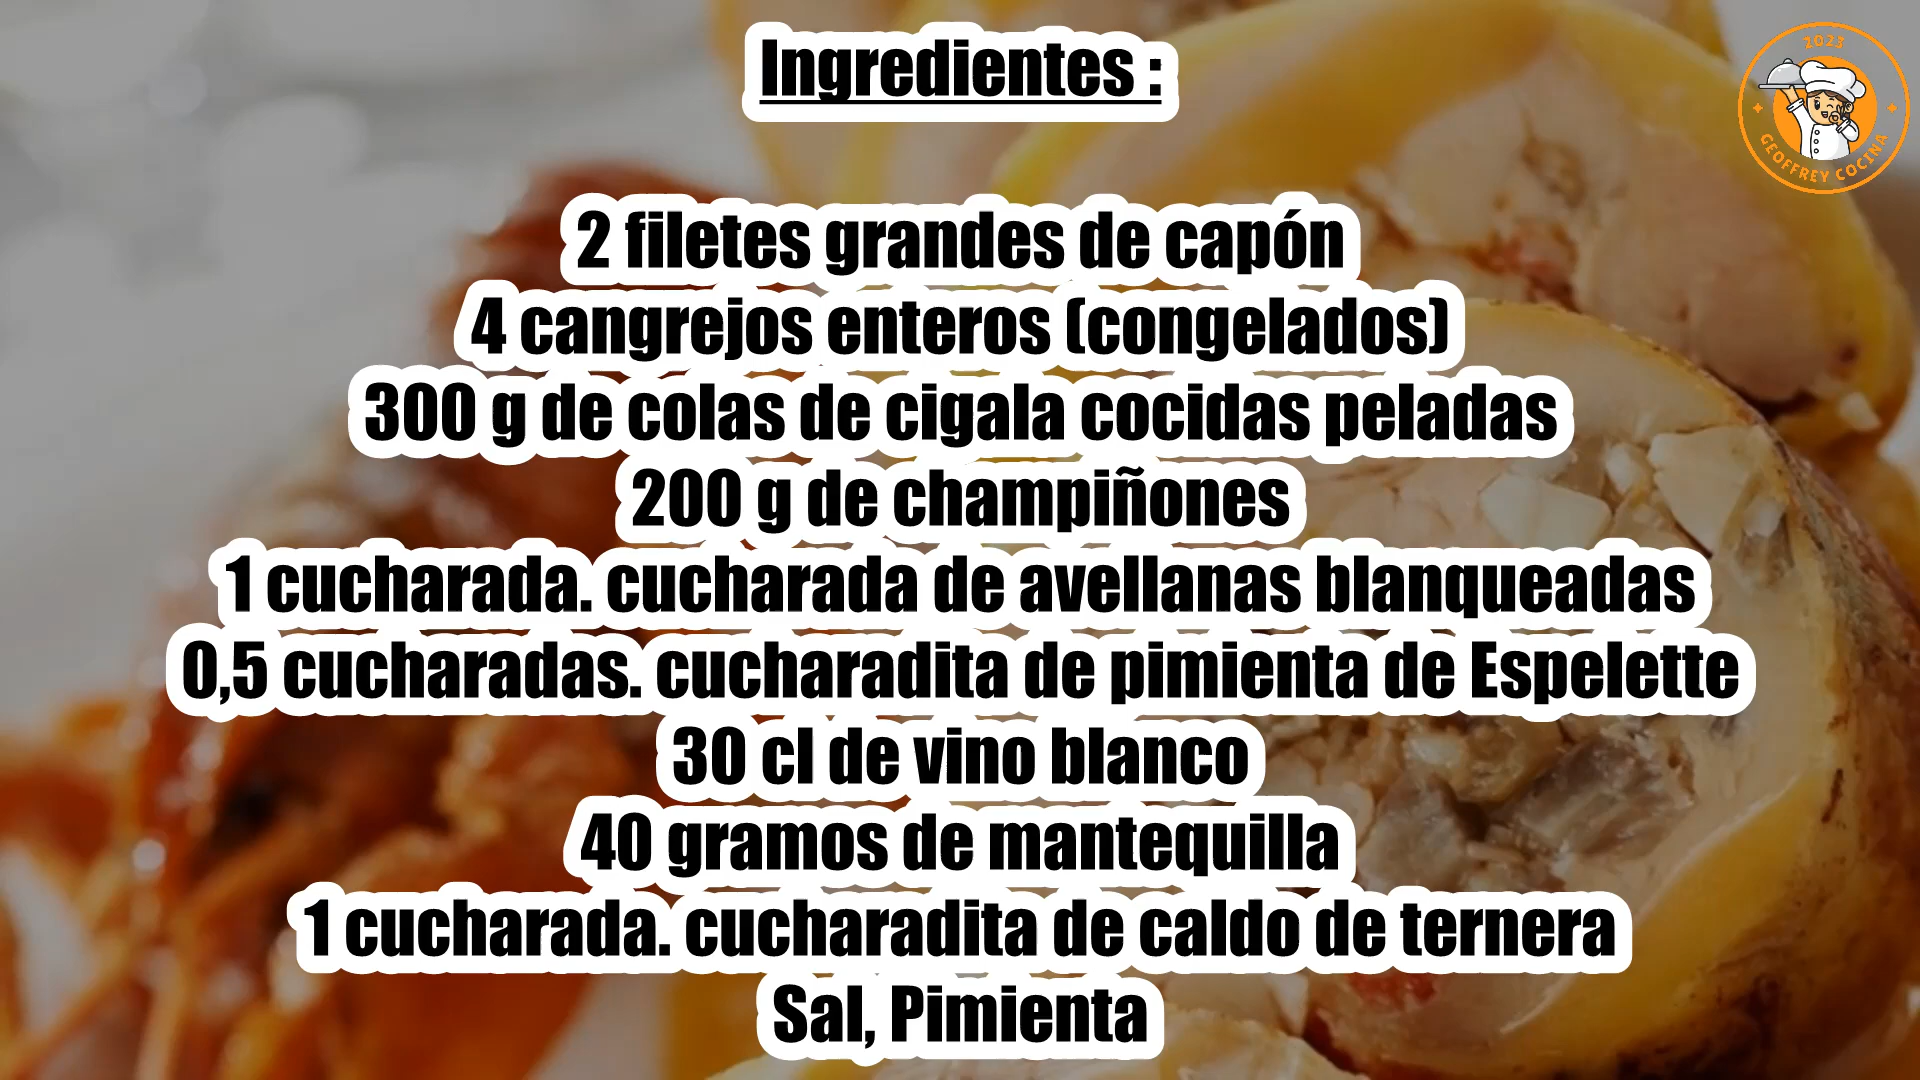 Ingredientes :
2023
GEOFFREY COCINA
2 filetes grandes de capón
4 cangrejos enteros (congelados)
300 g de colas de cigala cocidas peladas
200 g de champiñones
1 cucharada. cucharada de avellanas blanqueadas
0,5 cucharadas. cucharadita de pimienta de Espelette
30 cl de vino blanco
40 gramos de mantequilla
1 cucharada. cucharadita de caldo de ternera
Sal, Pimienta